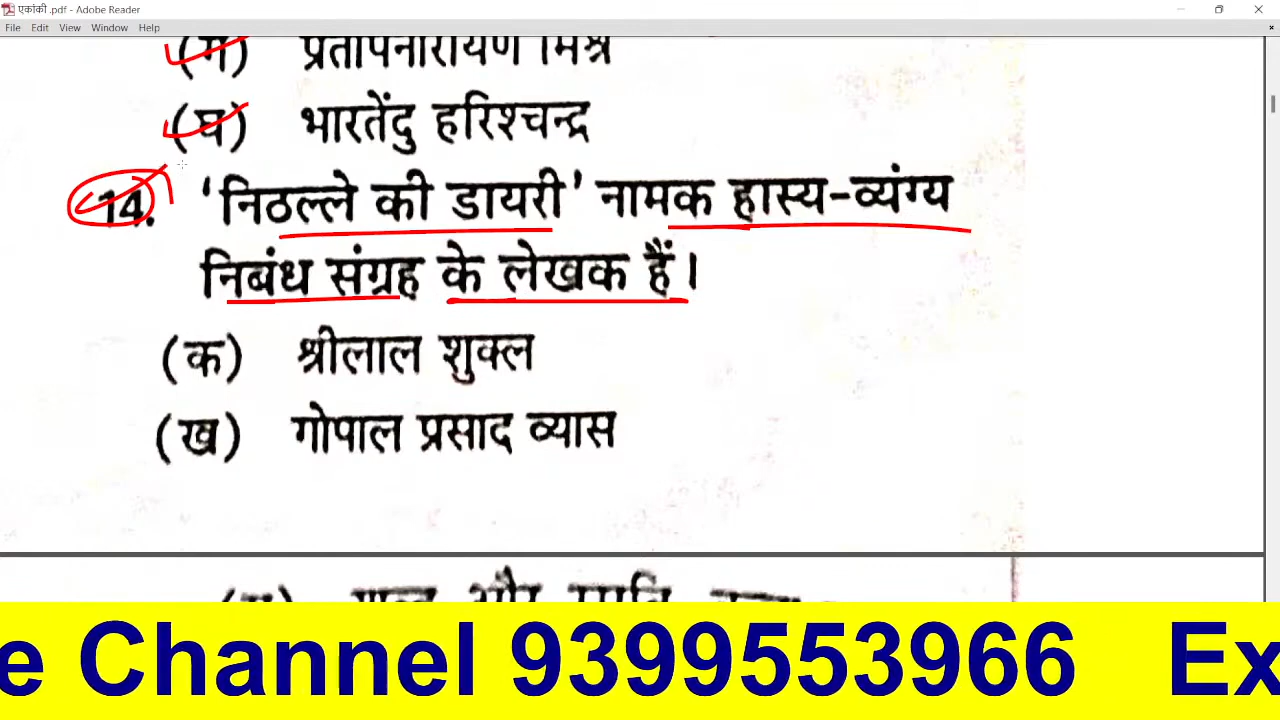 एकांकी .pdf - Adobe Reader
File Edit View Window Help
(ग) प्रतापनारायण मिश्र
(घ) भारतेंदु हरिश्चन्द्र
14. 'निठल्ले की डायरी' नामक हास्य-व्यंग्य
निबंध संग्रह के लेखक हैं।
(क) श्रीलाल शुक्ल
(ख) गोपाल प्रसाद व्यास
e Channel 9399553966 Ex